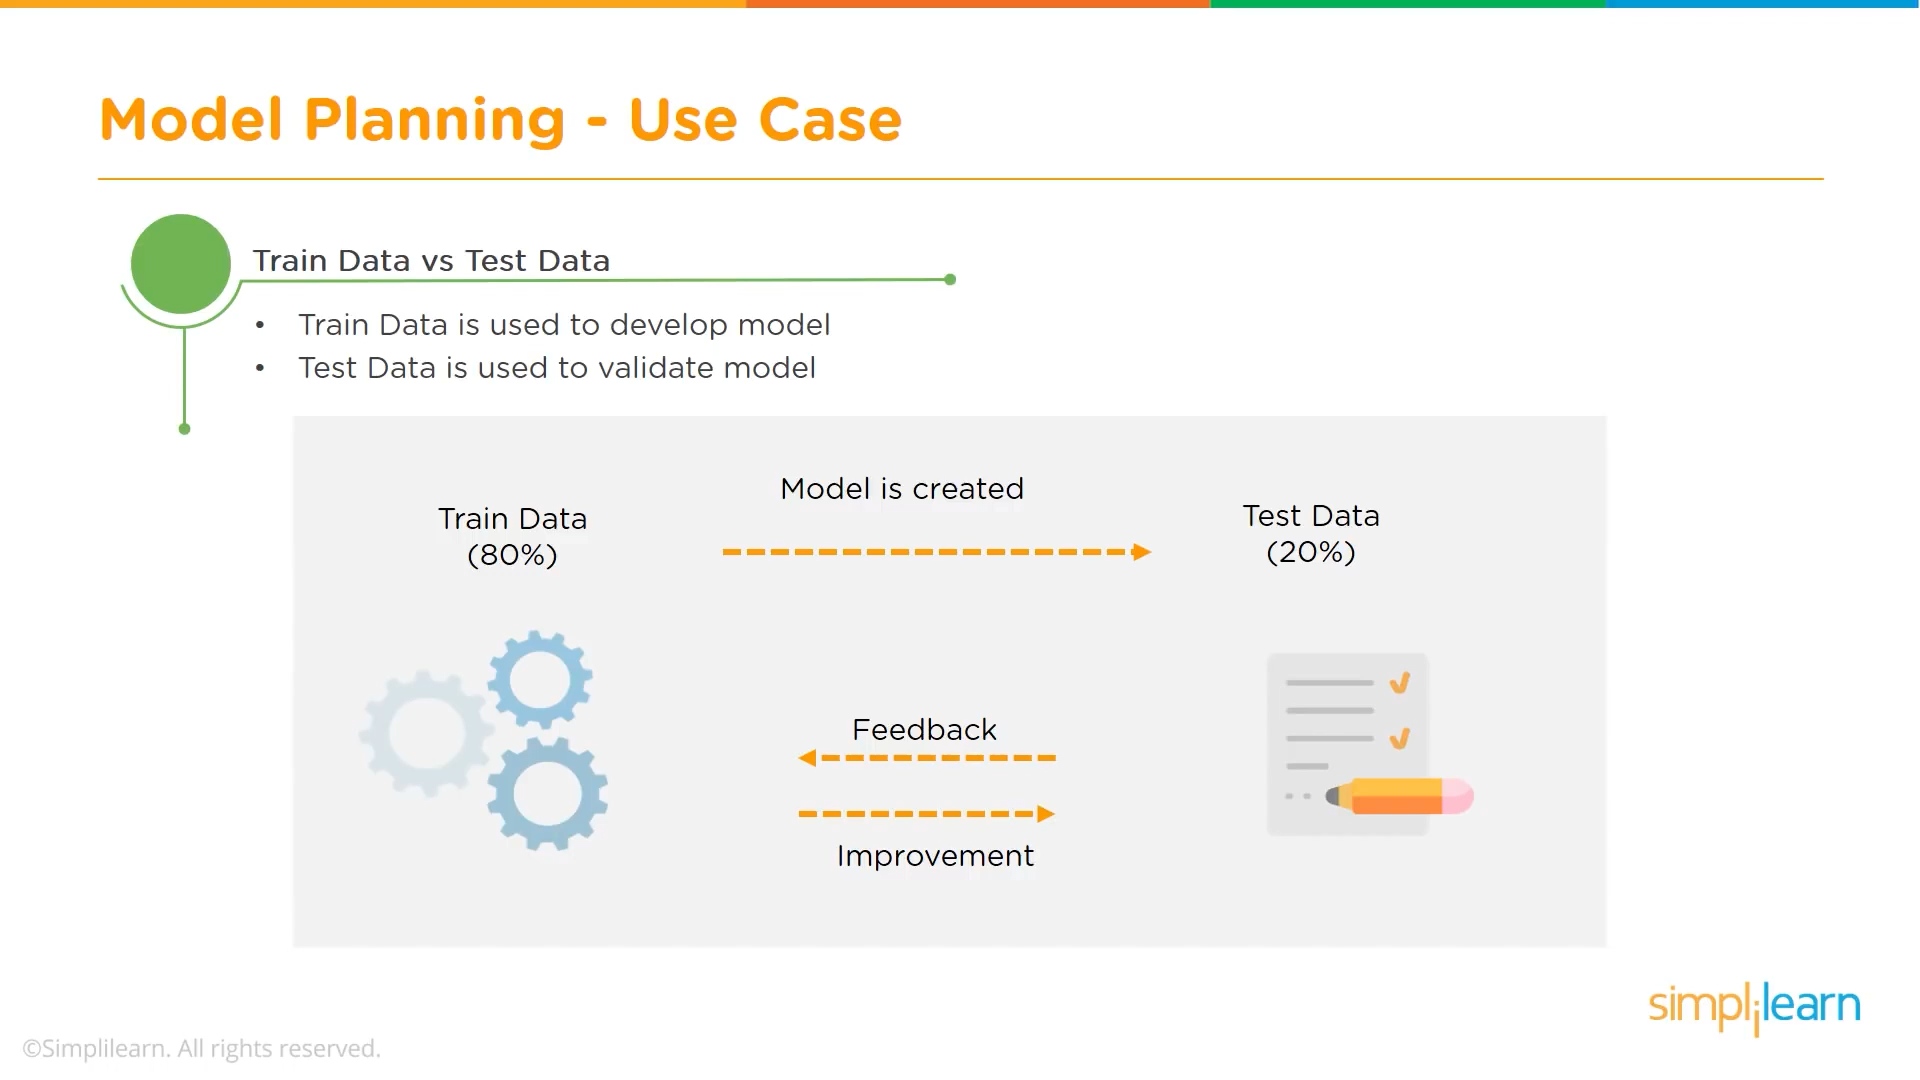 Model Planning - Use Case
Train Data vs Test Data
• Train Data is used to develop model
• Test Data is used to validate model
Model is created
Train Data
(80%)
Test Data
(20%)
Feedback
Improvement
simplilearn
©Simplilearn. All rights reserved.